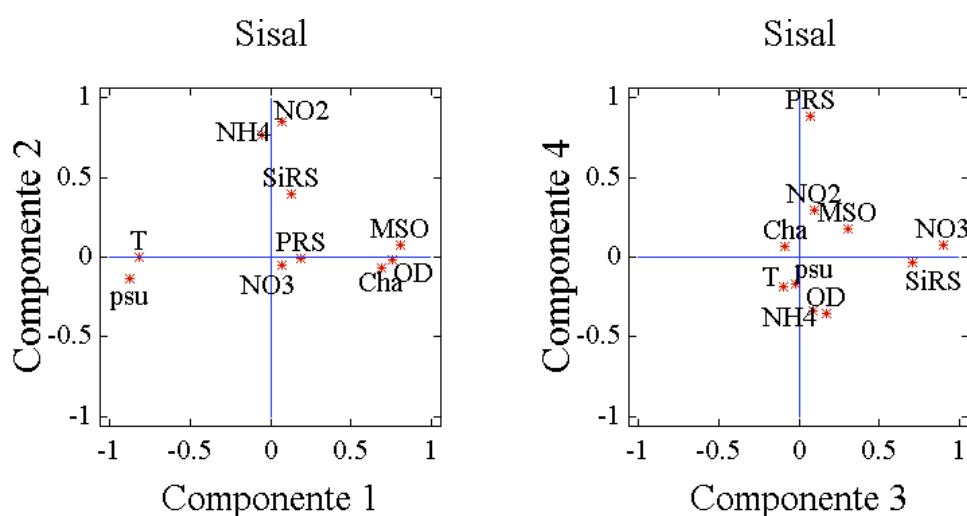 Sisal
1
0.5
0
-0.5
-1
-1
-0.5
0
0.5
1
Componente 2
Componente 1
NO2
NH4
SiRS
T
psu
PRS
NO3
MSO
OD
Cha
Sisal
1
0.5
0
-0.5
-1
-1
-0.5
0
0.5
1
Componente 4
Componente 3
PRS
NO2
MSO
Cha
NO3
SiRS
psu
T
OD
NH4